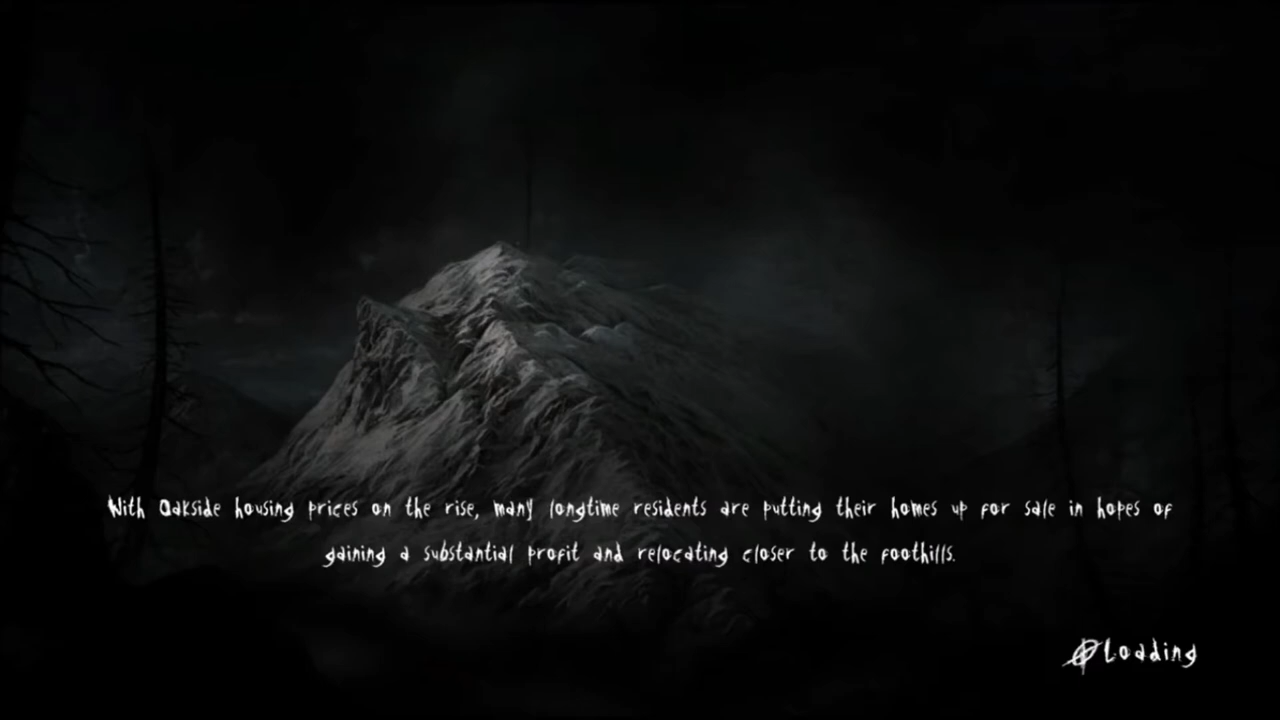 With Oakside housing prices on the rise, many longtime residents are putting their homes up for sale in hopes of
gaining a substantial profit and relocating closer to the foothills.
Loading